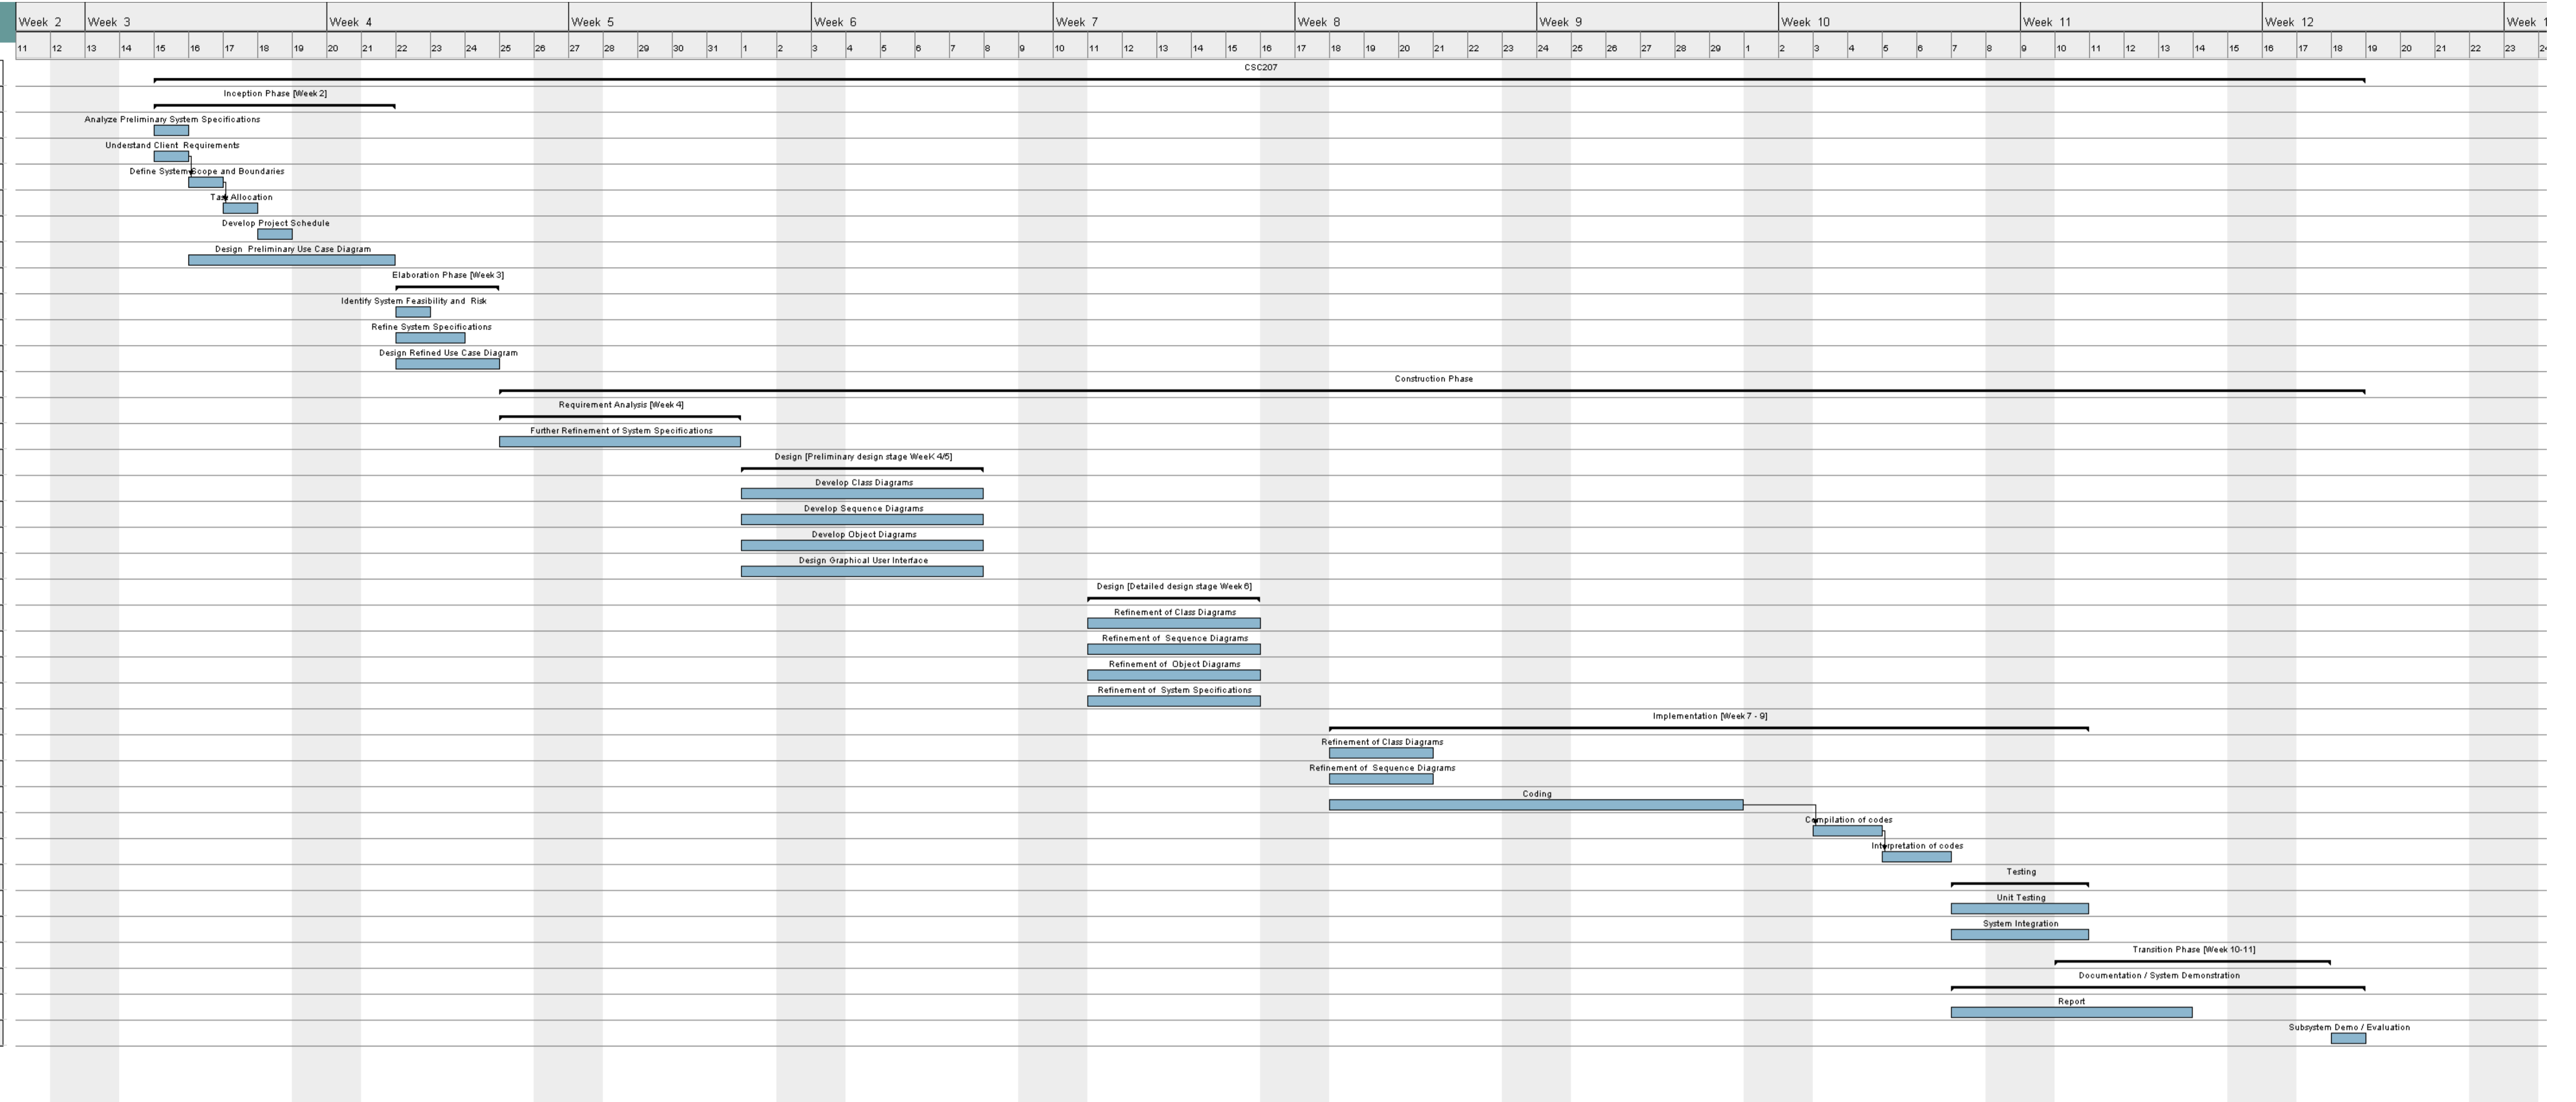 Week 2 Week 3 Week 4 Week 5 Week 6 Week 7 Week 8 Week 9 Week 10 Week 11 Week 12 Week 1
11 12 13 14 15 16 17 18 19 20 21 22 23 24 25 26 27 28 29 30 31 1 2 3 4 5 6 7 8 9 10 11 12 13 14 15 16 17 18 19 20 21 22 23 24 25 26 27 28 29 1 2 3 4 5 6 7 8 9 10 11 12 13 14 15 16 17 18 19 20 21 22 23 24
CSC207
Inception Phase [Week 2]
Analyze Preliminary System Specifications
Understand Client Requirements
Define System Scope and Boundaries
Task Allocation
Develop Project Schedule
Design Preliminary Use Case Diagram
Elaboration Phase [Week 3]
Identify System Feasibility and Risk
Refine System Specifications
Design Refined Use Case Diagram
Construction Phase
Requirement Analysis [Week 4]
Further Refinement of System Specifications
Design [Preliminary design stage WeeK 4/5]
Develop Class Diagrams
Develop Sequence Diagrams
Develop Object Diagrams
Design Graphical User Interface
Design [Detailed design stage Week 6]
Refinement of Class Diagrams
Refinement of Sequence Diagrams
Refinement of Object Diagrams
Refinement of System Specifications
Implementation [Week 7 - 9]
Refinement of Class Diagrams
Refinement of Sequence Diagrams
Coding
Compilation of codes
Interpretation of codes
Testing
Unit Testing
System Integration
Transition Phase [Week 10-11]
Documentation / System Demonstration
Report
Subsystem Demo / Evaluation